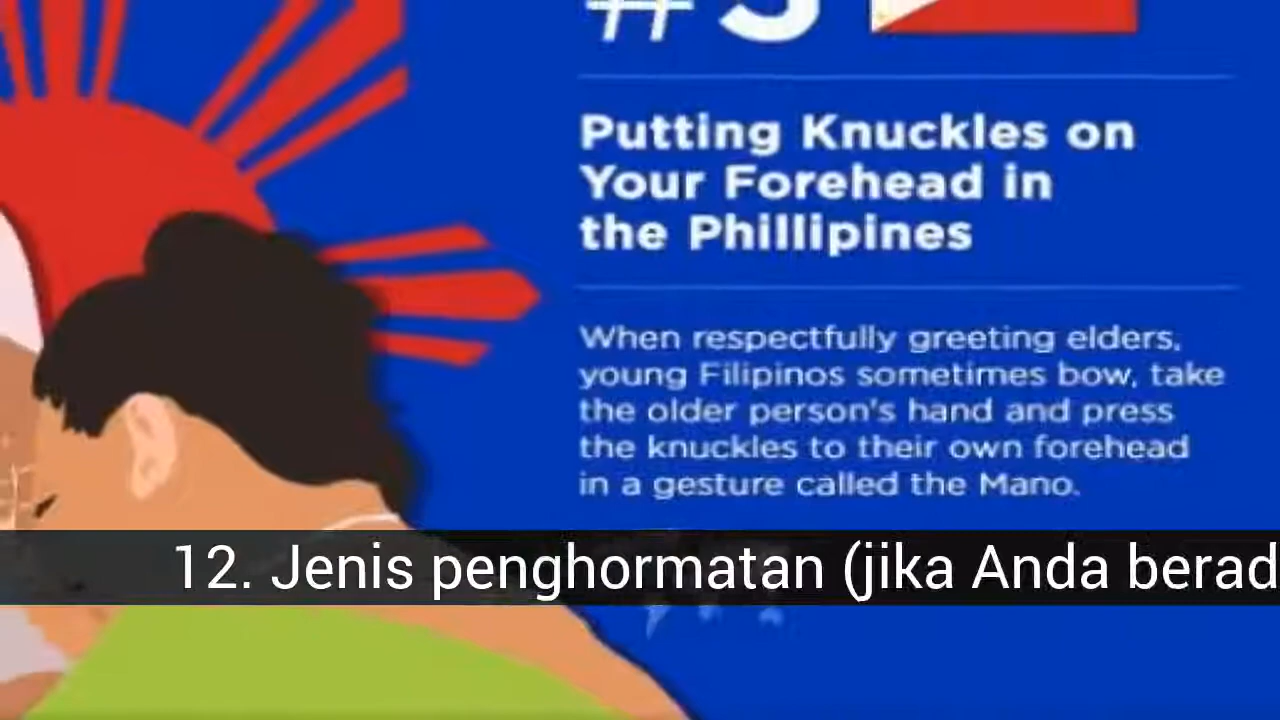 Putting Knuckles on
Your Forehead in
the Phillipines
When respectfully greeting elders,
young Filipinos sometimes bow, take
the older person's hand and press
the knuckles to their own forehead
in a gesture called the Mano.
12. Jenis penghormatan (jika Anda